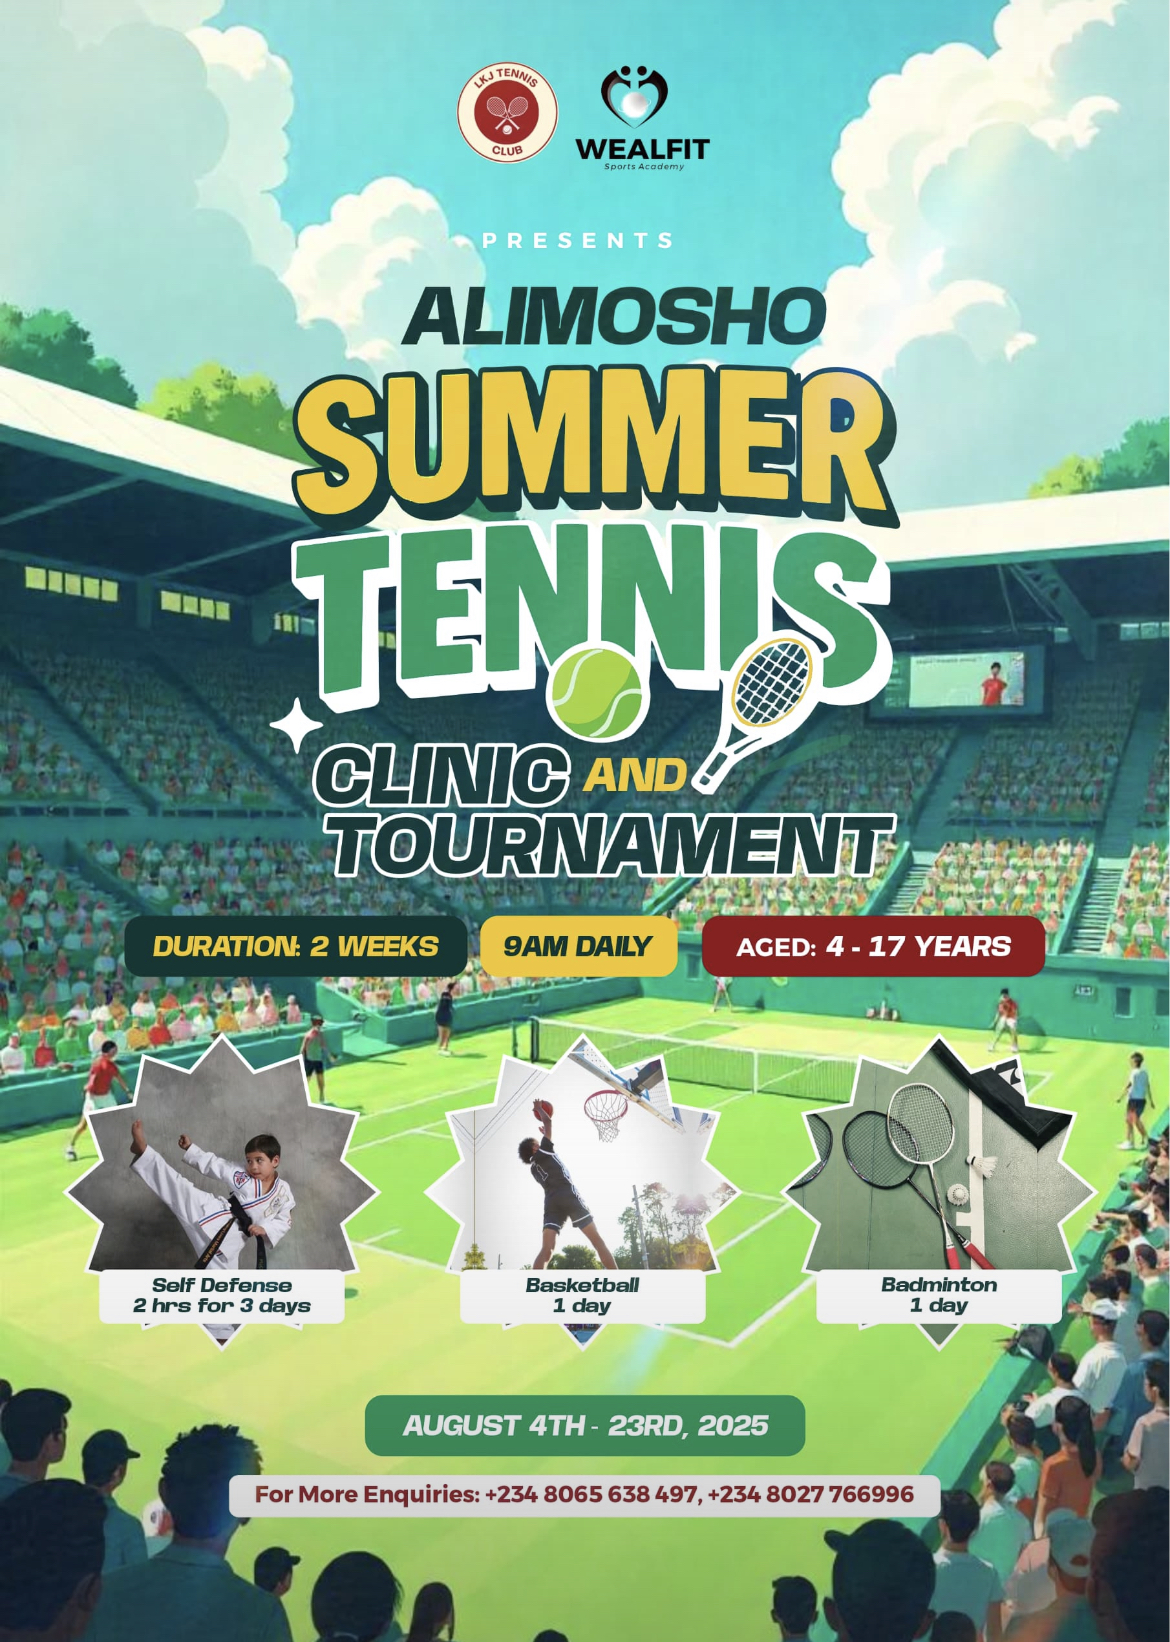 LKJ TENNIS
CLUB
WEALFIT
Sports Academy
PRESENTS
ALIMOSHO
SUMMER
TENNIS
CLINIC AND
TOURNAMENT
DURATION: 2 WEEKS
9AM DAILY
AGED: 4 - 17 YEARS
Self Defense
2 hrs for 3 days
Basketball
1 day
Badminton
1 day
AUGUST 4TH - 23RD, 2025
For More Enquiries: +234 8065 638 497, +234 8027 766996